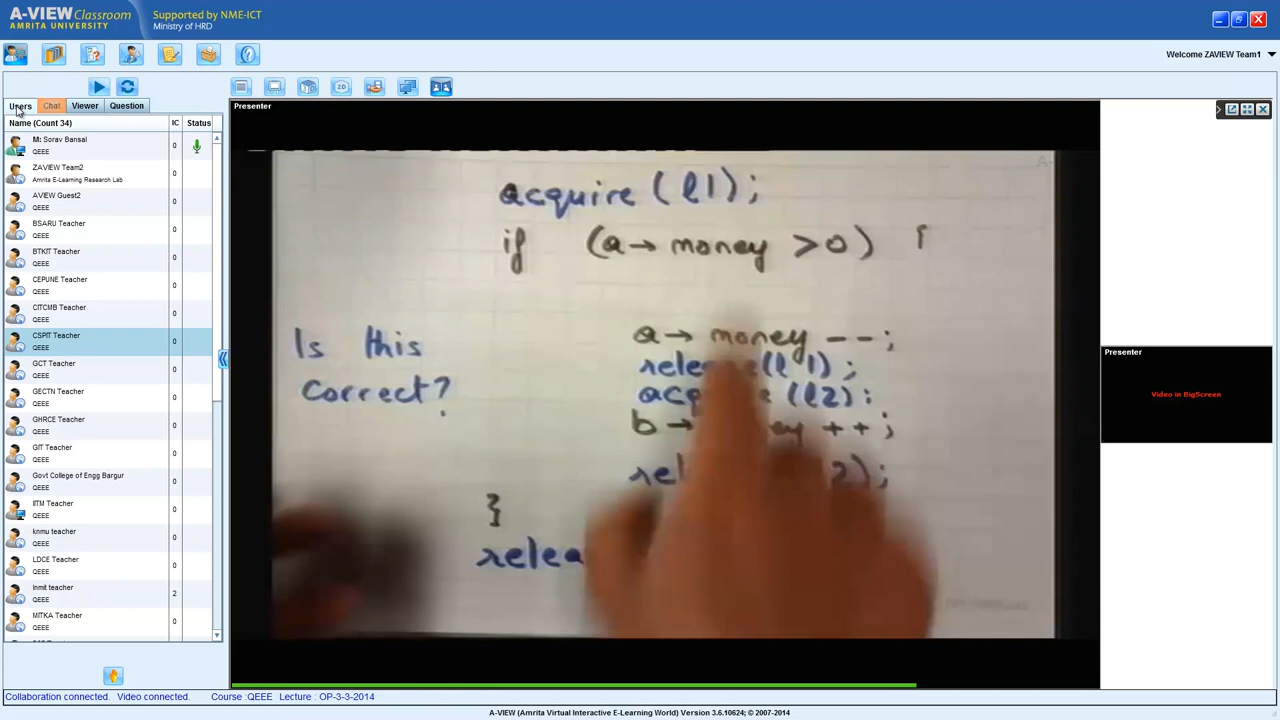 A-VIEW Classroom
AMRITA UNIVERSITY
Supported by NME-ICT
Ministry of HRD
Welcome ZAVIEW Team1
Users Chat Viewer Question
Name (Count 34) IC Status
M: Sorav Bansal
QEEE
0
ZAVIEW Team2
Amrita E-Learning Research Lab
0
AVIEW Guest2
QEEE
0
BSARU Teacher
QEEE
0
BTKIT Teacher
QEEE
0
CEPUNE Teacher
QEEE
0
CITCMB Teacher
QEEE
0
CSPIT Teacher
QEEE
0
GCT Teacher
QEEE
0
GECTN Teacher
QEEE
0
GHRCE Teacher
QEEE
0
GIT Teacher
QEEE
0
Govt College of Engg Bargur
QEEE
0
IITM Teacher
QEEE
0
knmu teacher
QEEE
0
LDCE Teacher
QEEE
0
lnmit teacher
QEEE
2
MITKA Teacher
QEEE
0
Presenter
acquire (l1);
if (a→ money >0) {
Is this
correct?
a→ money --;
(l1);
(l2);
b→ ++;
2);
}
Presenter
Video in BigScreen
Collaboration connected. Video connected. Course :QEEE Lecture : OP-3-3-2014
A-VIEW (Amrita Virtual Interactive E-Learning World) Version 3.6.10624; © 2007-2014